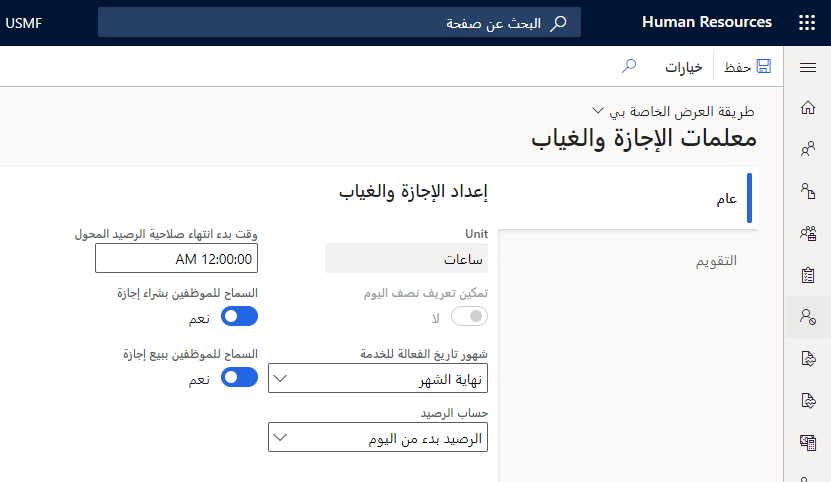 Human Resources
البحث عن صفحة
USMF
حفظ
خيارات
طريقة العرض الخاصة بي
معلمات الإجازة والغياب
عام
التقويم
إعداد الإجازة والغياب
Unit
ساعات
تمكين تعريف نصف اليوم
لا
شهور تاريخ الفعالة للخدمة
نهاية الشهر
حساب الرصيد
الرصيد بدء من اليوم
وقت بدء انتهاء صلاحية الرصيد المحول
12:00:00 AM
السماح للموظفين بشراء إجازة
نعم
السماح للموظفين ببيع إجازة
نعم